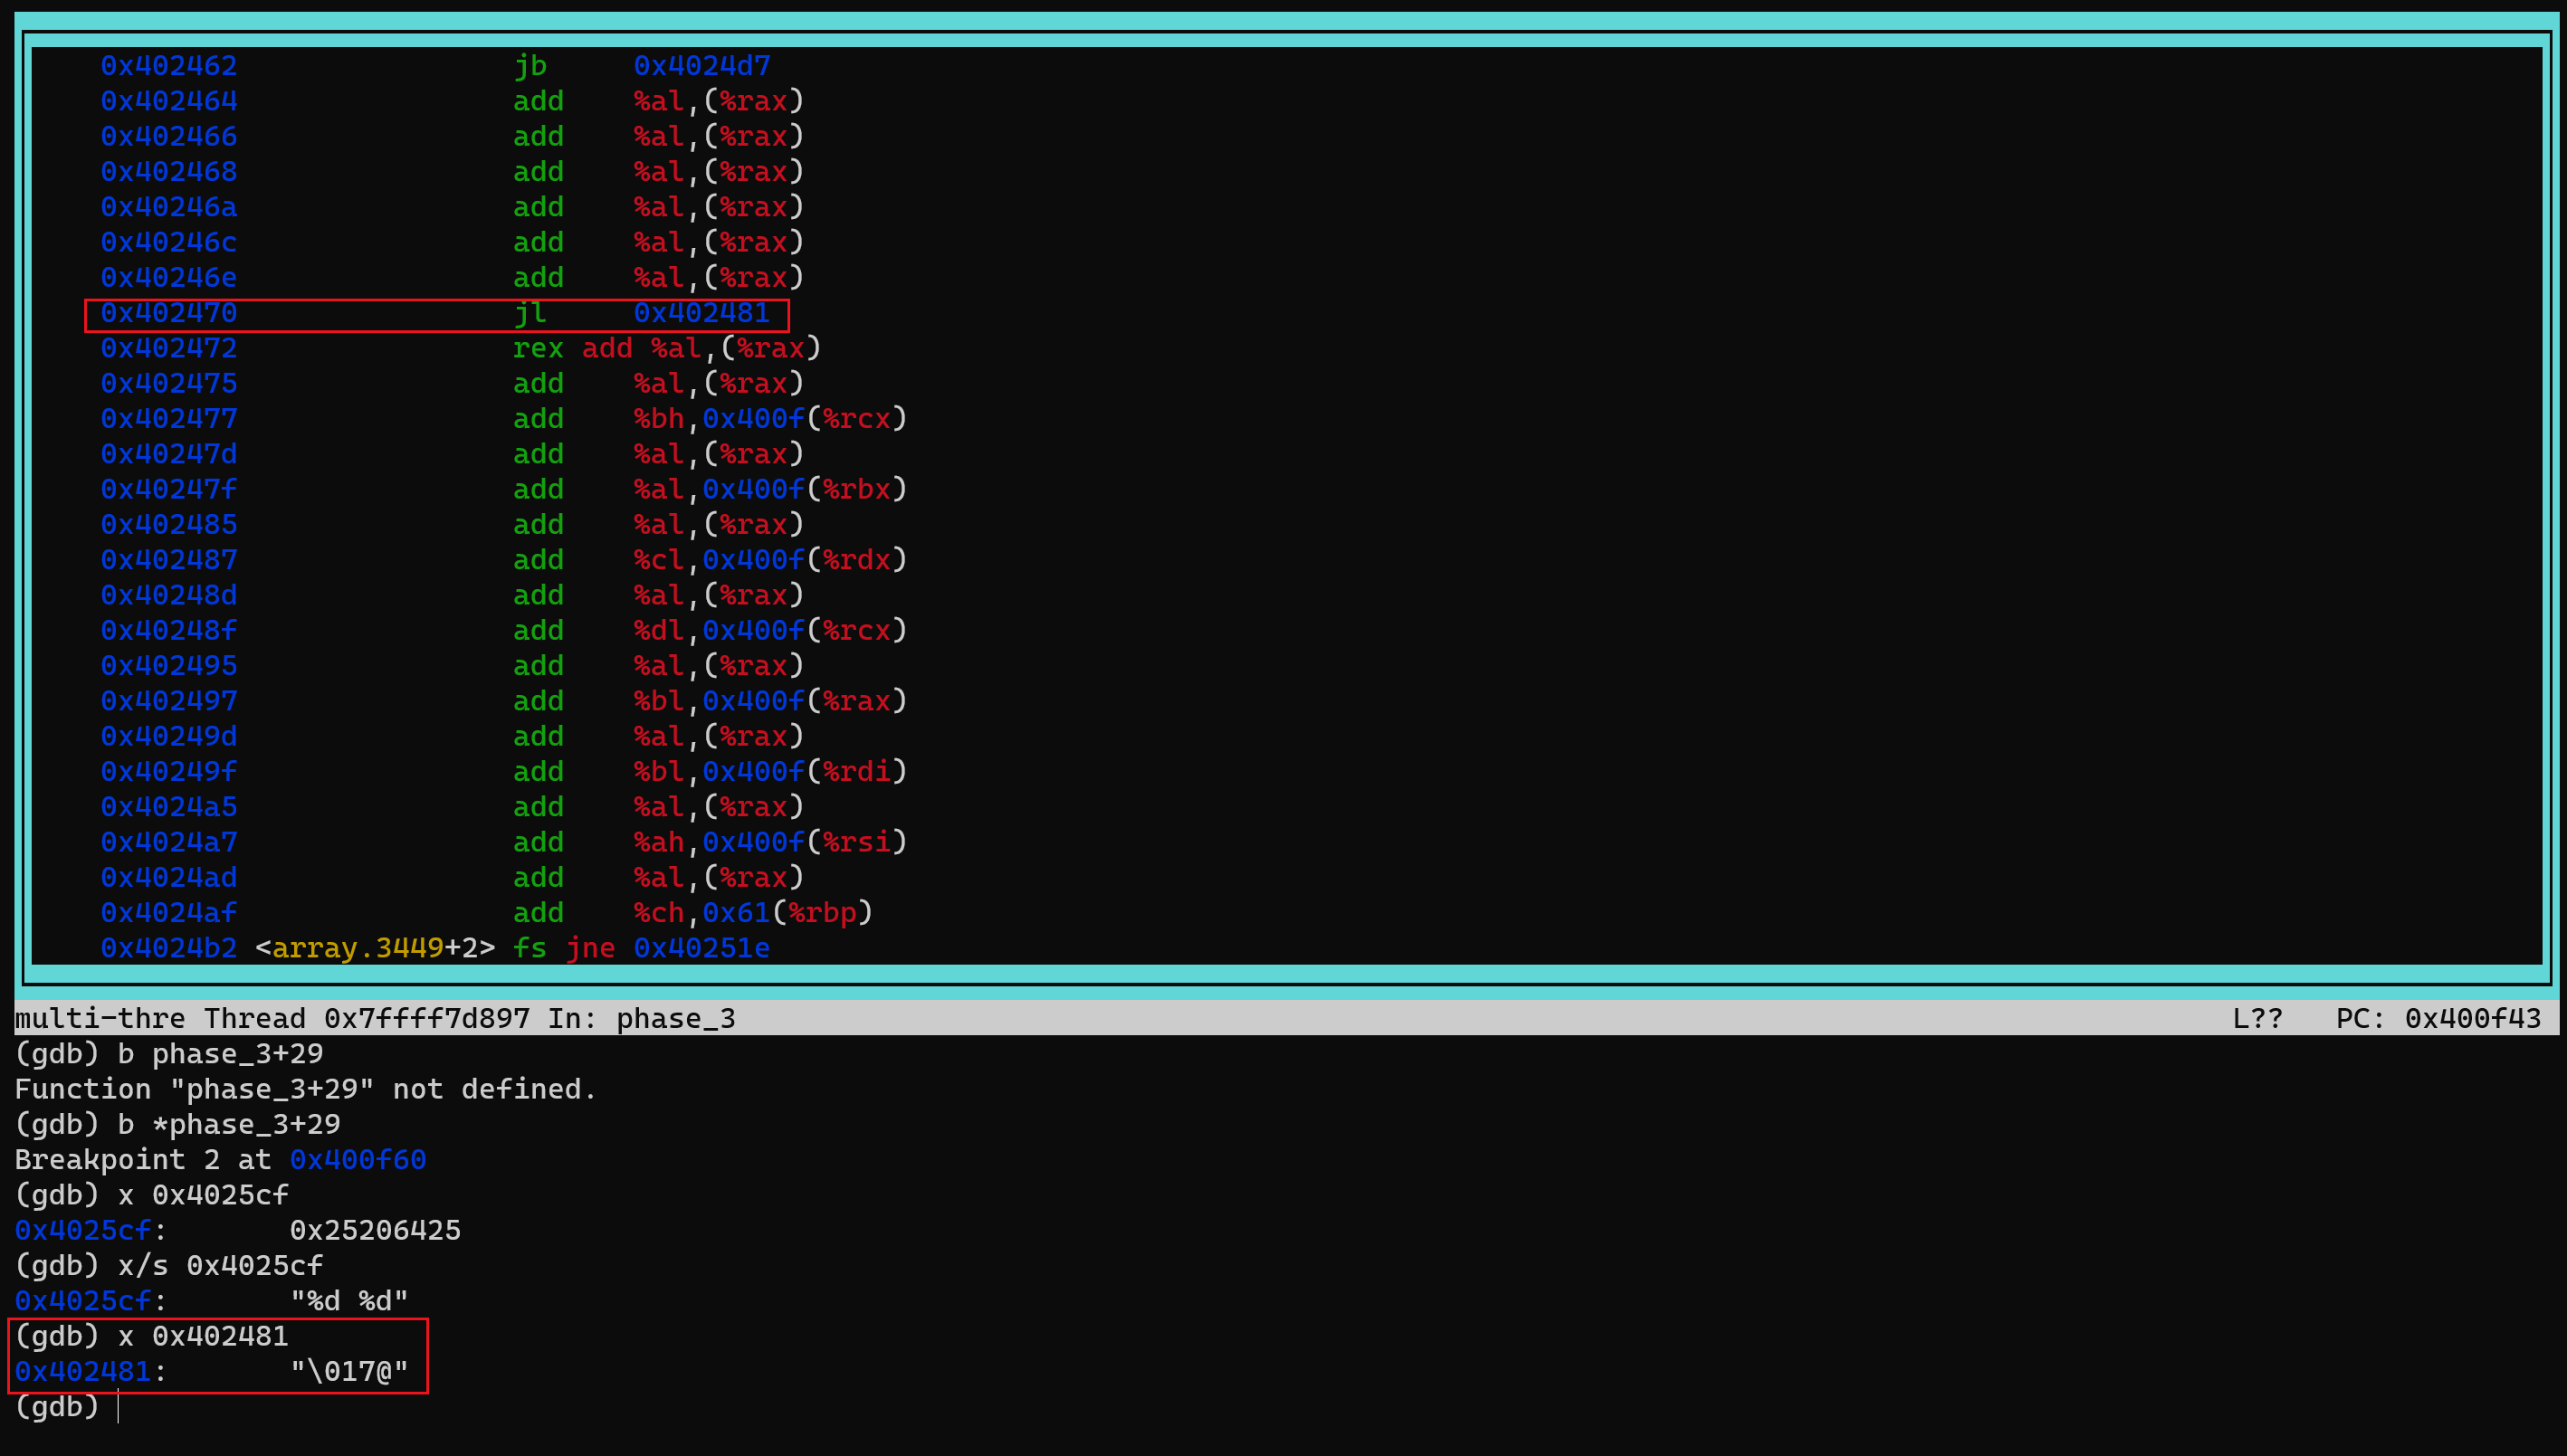 0x402462 jb 0x4024d7
0x402464 add %al,(%rax)
0x402466 add %al,(%rax)
0x402468 add %al,(%rax)
0x40246a add %al,(%rax)
0x40246c add %al,(%rax)
0x40246e add %al,(%rax)
0x402470 jl 0x402481
0x402472 rex add %al,(%rax)
0x402475 add %al,(%rax)
0x402477 add %bh,0x400f(%rcx)
0x40247d add %al,(%rax)
0x40247f add %al,0x400f(%rbx)
0x402485 add %al,(%rax)
0x402487 add %cl,0x400f(%rdx)
0x40248d add %al,(%rax)
0x40248f add %dl,0x400f(%rcx)
0x402495 add %al,(%rax)
0x402497 add %bl,0x400f(%rax)
0x40249d add %al,(%rax)
0x40249f add %bl,0x400f(%rdi)
0x4024a5 add %al,(%rax)
0x4024a7 add %ah,0x400f(%rsi)
0x4024ad add %al,(%rax)
0x4024af add %ch,0x61(%rbp)
0x4024b2 <array.3449+2> fs jne 0x40251e
multi-thre Thread 0x7ffff7d897 In: phase_3 L?? PC: 0x400f43
(gdb) b phase_3+29
Function "phase_3+29" not defined.
(gdb) b *phase_3+29
Breakpoint 2 at 0x400f60
(gdb) x 0x4025cf
0x4025cf: 0x25206425
(gdb) x/s 0x4025cf
0x4025cf: "%d %d"
(gdb) x 0x402481
0x402481: "\017@"
(gdb)